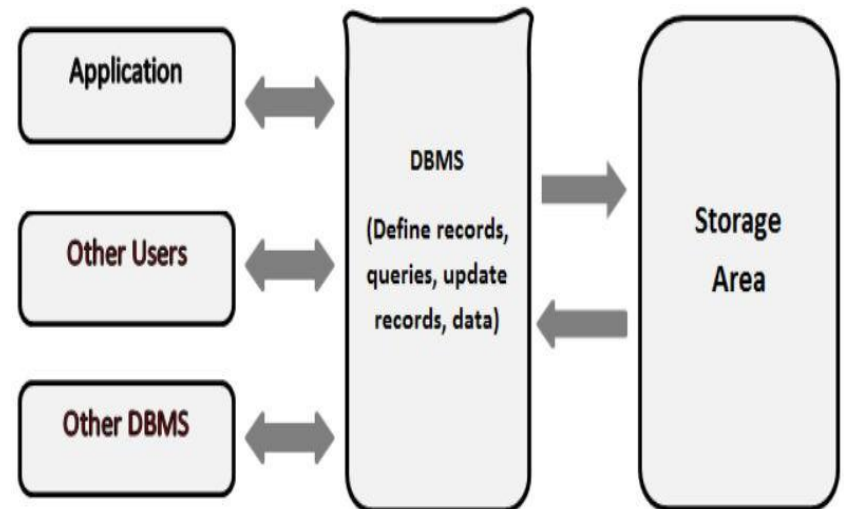 Application
Other Users
Other DBMS
DBMS
(Define records,
queries, update
records, data)
Storage
Area